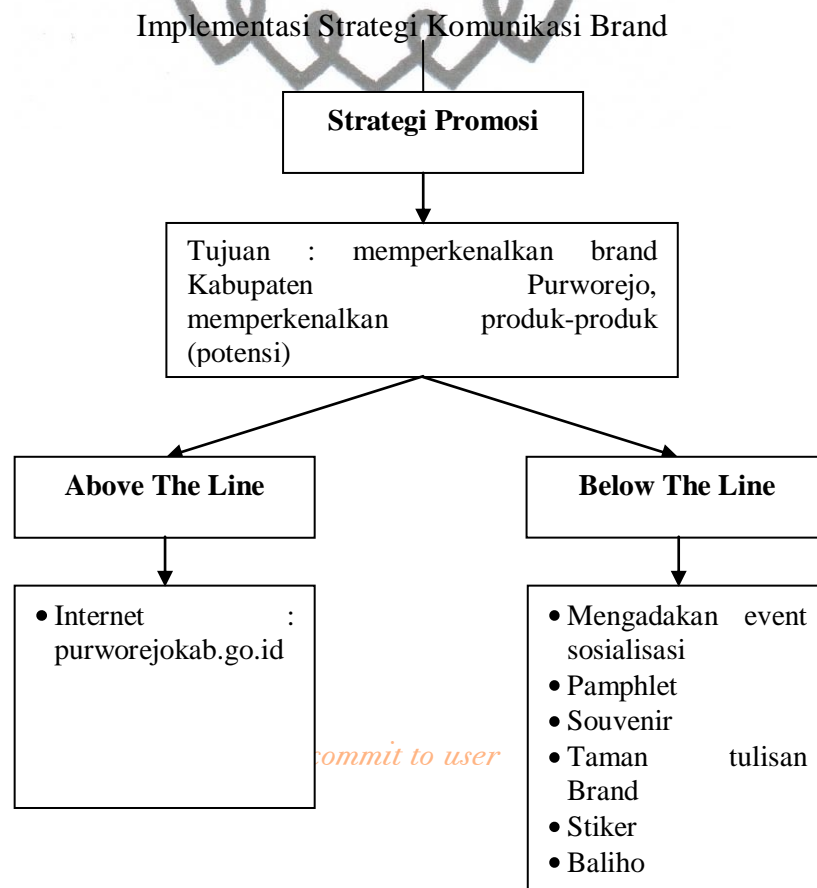 Implementasi Strategi Komunikasi Brand
Strategi Promosi
Tujuan : memperkenalkan brand
Kabupaten Purworejo,
memperkenalkan produk-produk
(potensi)
Above The Line
• Internet :
purworejokab.go.id
Below The Line
• Mengadakan event
sosialisasi
• Pamphlet
• Souvenir
• Taman tulisan
Brand
• Stiker
• Baliho
commit to user